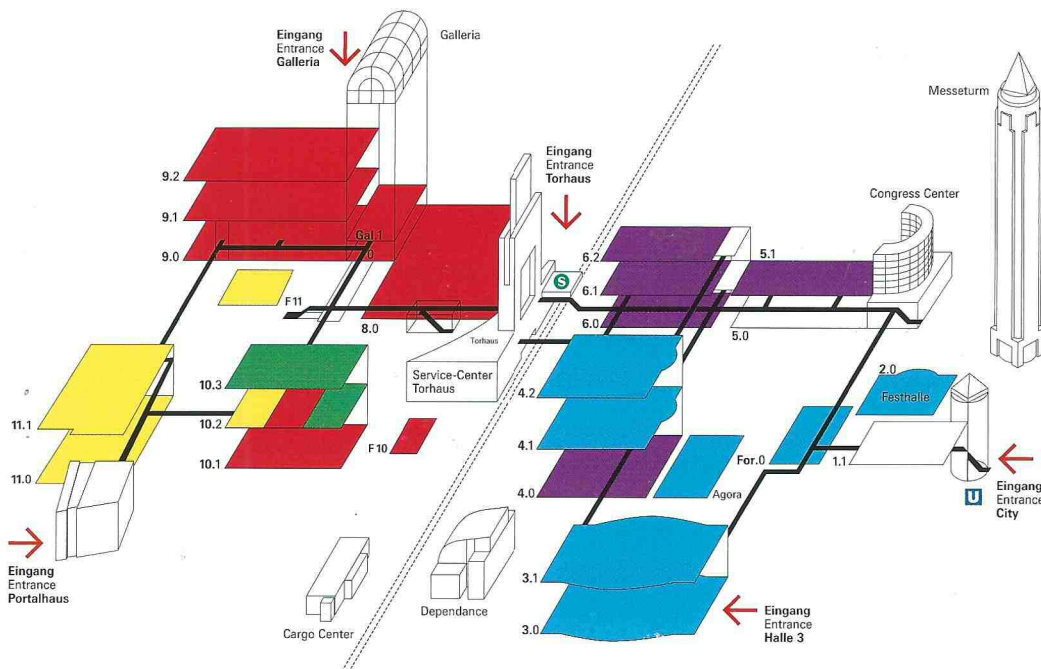 Eingang
Entrance
Galleria
Galleria
Messeturm
Eingang
Entrance
Torhaus
Congress Center
9.2
9.1
9.0
Gal.1
S
6.2
6.1
6.0
5.1
5.0
F11
8.0
Torhaus
Service-Center
Torhaus
10.3
10.2
10.1
F10
11.1
11.0
4.2
4.1
4.0
Agora
2.0
Festhalle
For.0
1.1
U
Eingang
Entrance
City
Eingang
Entrance
Portalhaus
Cargo Center
Dependance
3.1
3.0
Eingang
Entrance
Halle 3